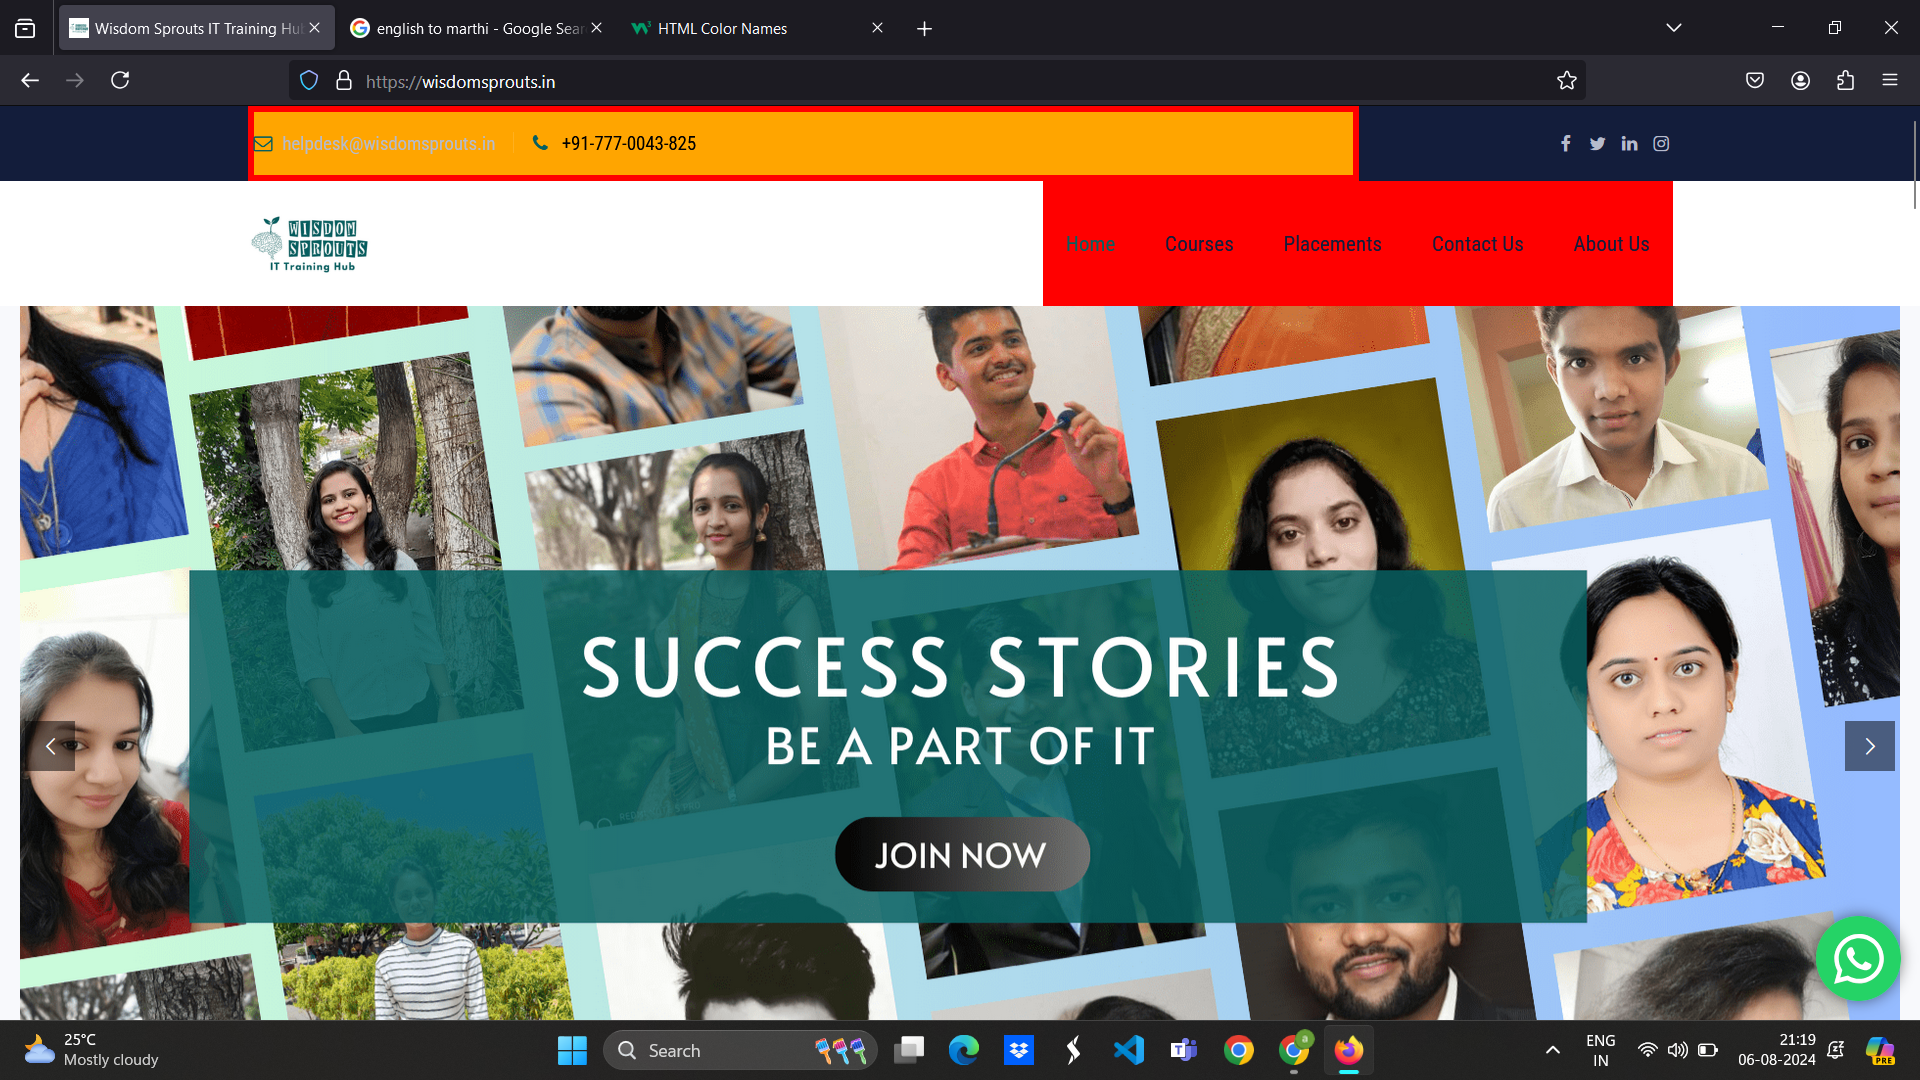 Wisdom Sprouts IT Training Hub
english to marthi - Google Sear
HTML Color Names
https://wisdomsprouts.in
helpdesk@wisdomsprouts.in
+91-777-0043-825
WISDOM
SPROUTS
IT Training Hub
Home
Courses
Placements
Contact Us
About Us
SUCCESS STORIES
BE A PART OF IT
JOIN NOW
25°C
Mostly cloudy
Search
ENG
IN
21:19
06-08-2024
PRE